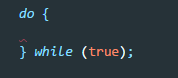 do {
} while (true);